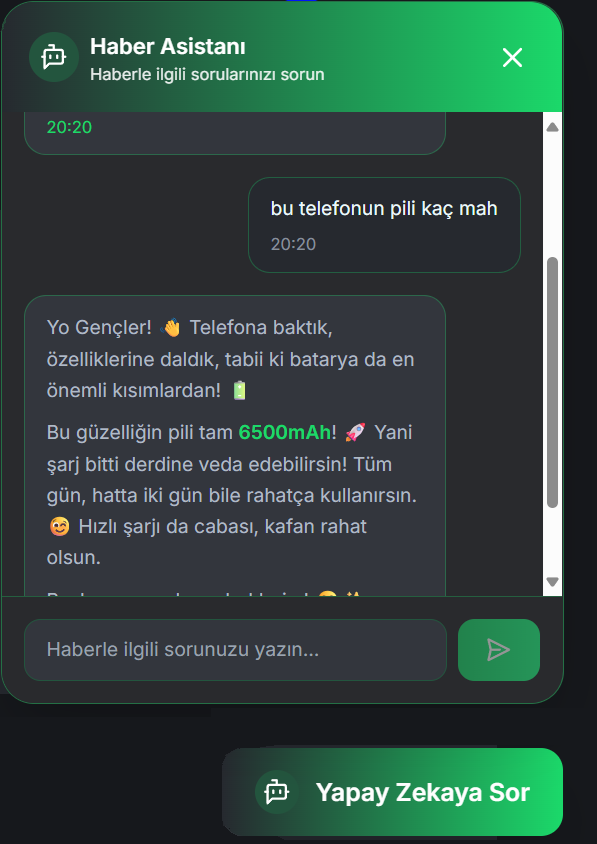 Haber Asistanı
Haberle ilgili sorularınızı sorun
20:20
bu telefonun pili kaç mah
20:20
Yo Gençler! 👋 Telefona baktık,
özelliklerine daldık, tabii ki batarya da en
önemli kısımlardan! 🔋
Bu güzelliğin pili tam 6500mAh! 🚀 Yani
şarj bitti derdine veda edebilirsin! Tüm
gün, hatta iki gün bile rahatça kullanırsın.
🥳 Hızlı şarjı da cabası, kafan rahat
olsun.
Haberle ilgili sorunuzu yazın...
Yapay Zekaya Sor